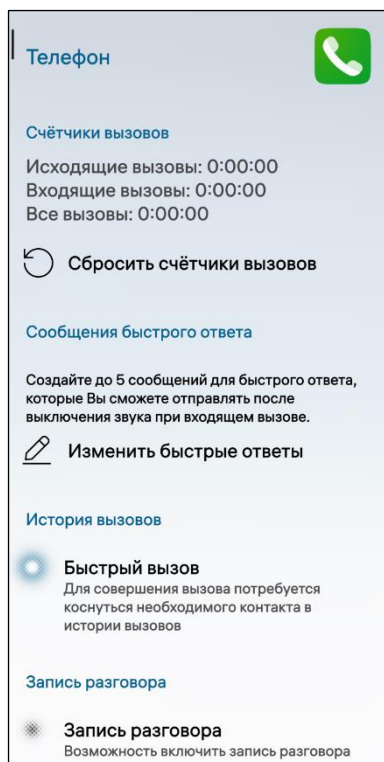 Телефон
Счётчики вызовов
Исходящие вызовы: 0:00:00
Входящие вызовы: 0:00:00
Все вызовы: 0:00:00
Сбросить счётчики вызовов
Сообщения быстрого ответа
Создайте до 5 сообщений для быстрого ответа,
которые Вы сможете отправлять после
выключения звука при входящем вызове.
Изменить быстрые ответы
История вызовов
Быстрый вызов
Для совершения вызова потребуется
коснуться необходимого контакта в
истории вызовов
Запись разговора
Запись разговора
Возможность включить запись разговора